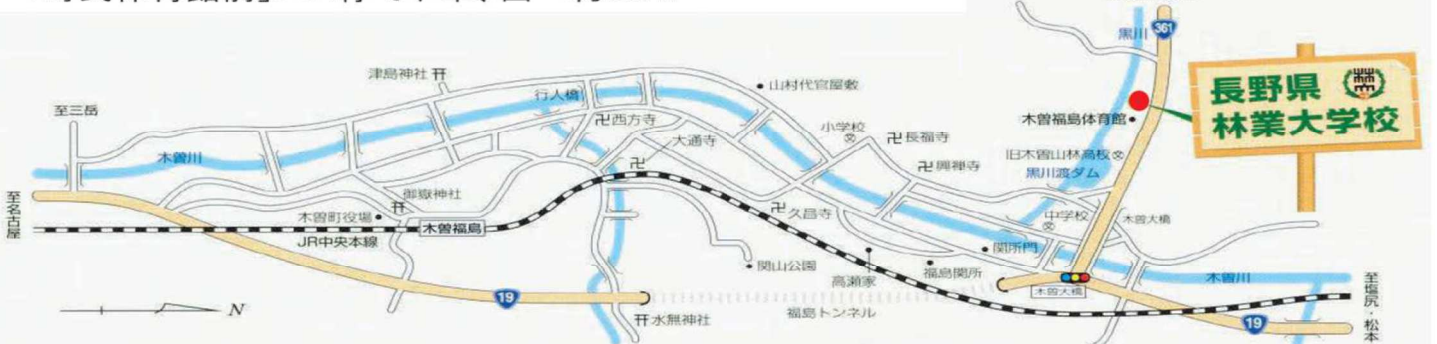 黒川
361
長野県
林業大学校
津島神社
山村代官屋敷
行人橋
至三岳
西方寺
小学校
木曽福島体育館
大通寺
長福寺
旧木曽山林高校
木曽川
興禅寺
黒川渡ダム
至名古屋
御嶽神社
久昌寺
中学校
木曽大橋
木曽町役場
木曽福島
JR中央本線
関所門
関山公園
高瀬家
福島関所
木曽川
木曽大橋
至塩尻・松本
19
N
水無神社
福島トンネル
19